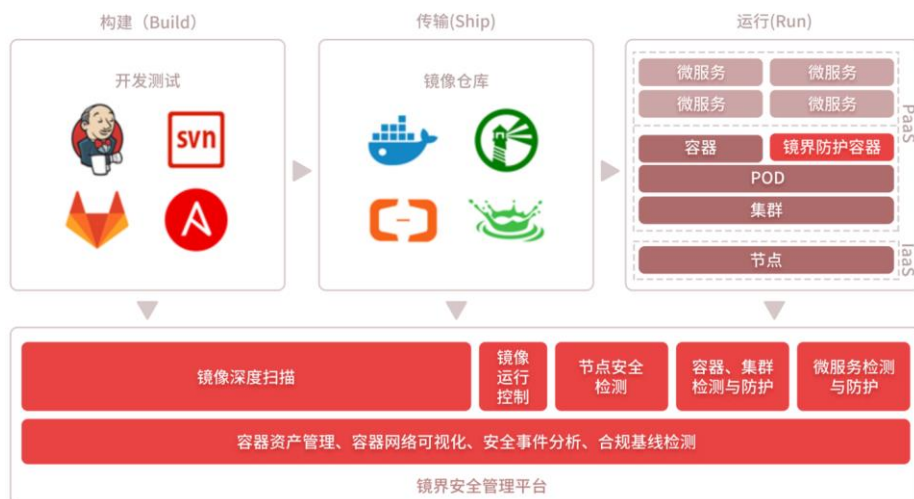 构建（Build）
传输(Ship)
运行(Run)
开发测试
svn
镜像仓库
微服务
微服务
微服务
微服务
PaaS
容器
镜界防护容器
POD
集群
IaaS
节点
镜像深度扫描
镜像
运行
控制
节点安全
检测
容器、集群
检测与防护
微服务检测
与防护
容器资产管理、容器网络可视化、安全事件分析、合规基线检测
镜界安全管理平台